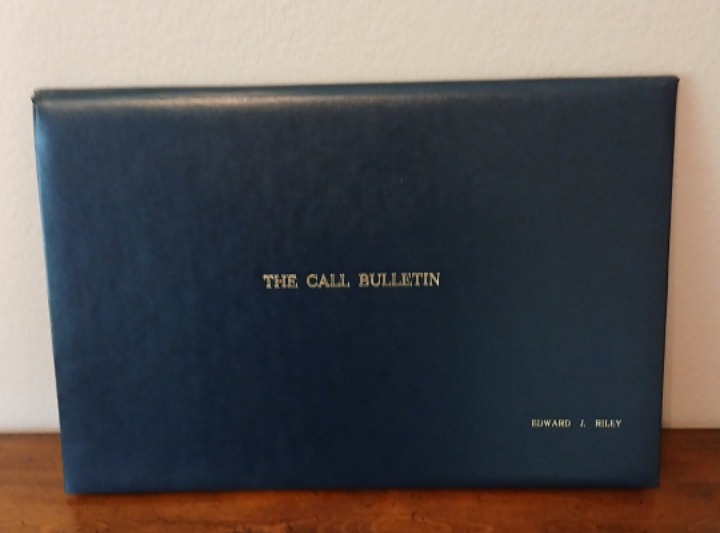 THE CALL BULLETIN
EDWARD J. RILEY